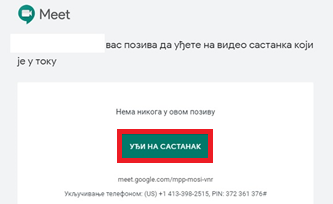 Meet
вас позива да уђете на видео састанка који
је у току
Нема никога у овом позиву
УЂИ НА САСТАНАК
meet.google.com/mpp-mosi-vnr
Укључивање телефоном: (US) +1 413-398-2515, PIN: 372 361 376#